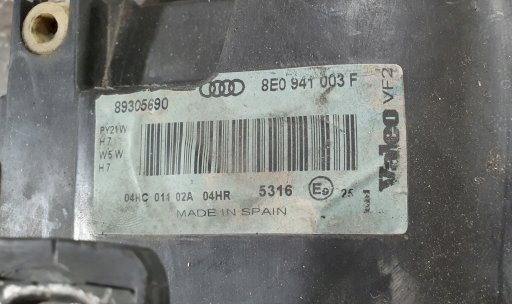 89305690 8E0 941 003 F
PY21W
H7
W5W
H7
04HC 011 02A 04HR 5316 E9 25
MADE IN SPAIN
Valeo VF2